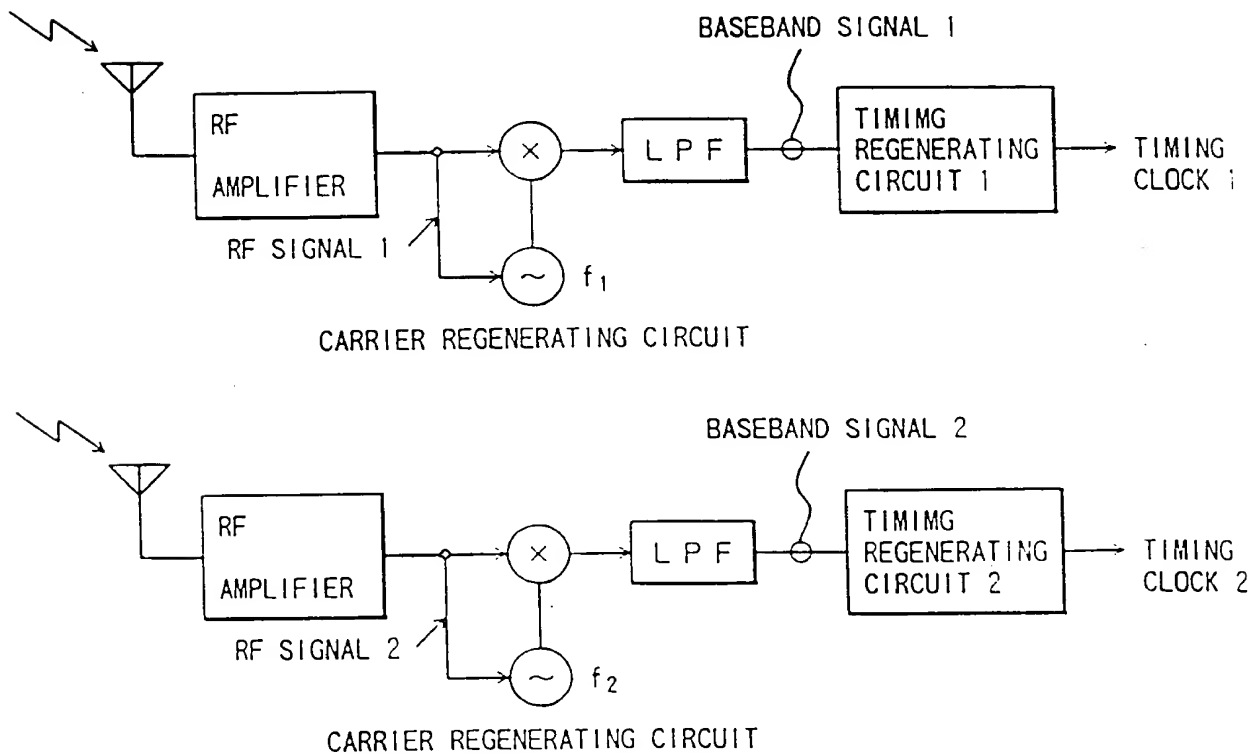 BASEBAND SIGNAL 1
RF
AMPLIFIER
×
LPF
TIMIMG
REGENERATING
CIRCUIT 1
TIMING
CLOCK 1
RF SIGNAL 1
~
f1
CARRIER REGENERATING CIRCUIT
BASEBAND SIGNAL 2
RF
AMPLIFIER
×
LPF
TIMIMG
REGENERATING
CIRCUIT 2
TIMING
CLOCK 2
RF SIGNAL 2
~
f2
CARRIER REGENERATING CIRCUIT